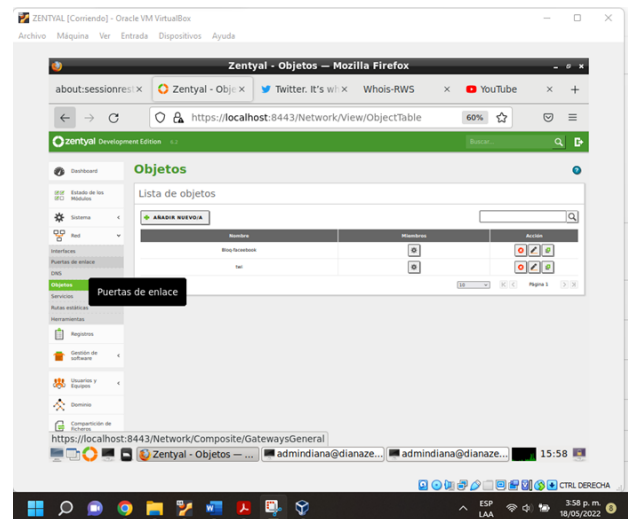 ZENTYAL [Corriendo] - Oracle VM VirtualBox
Archivo Máquina Ver Entrada Dispositivos Ayuda
Zentyal - Objetos — Mozilla Firefox
about:sessionres
Zentyal - Obje
Twitter. It's wh
Whois-RWS
YouTube
https://localhost:8443/Network/View/ObjectTable
60%
zentyal Development Edition
Buscar...
Dashboard
Objetos
Estado de los Módulos
Lista de objetos
Sistema
AÑADIR NUEVO/A
Red
Nombre Miembros Acción
Interfaces
Bloq-facebook
Puertas de enlace
DNS
Objetos
10
Página 1
Servicios
Puertas de enlace
Rutas estáticas
Herramientas
Registros
Gestión de software
Usuarios y Equipos
Dominio
Compartición de ficheros
https://localhost:8443/Network/Composite/GatewaysGeneral
Zentyal - Objetos — ...
admindiana@dianaze...
admindiana@dianaze...
15:58
CTRL DERECHA
ESP
LAA
3:58 p. m.
18/05/2022
8